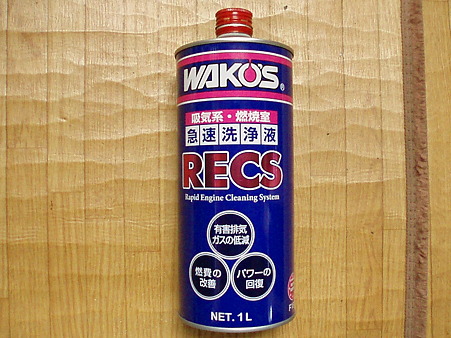 WAKO'S®
吸気系・燃焼室
急速洗浄液
RECS
Rapid Engine Cleaning System
有害排気
ガスの低減
燃費の
改善
パワーの
回復
NET. 1L